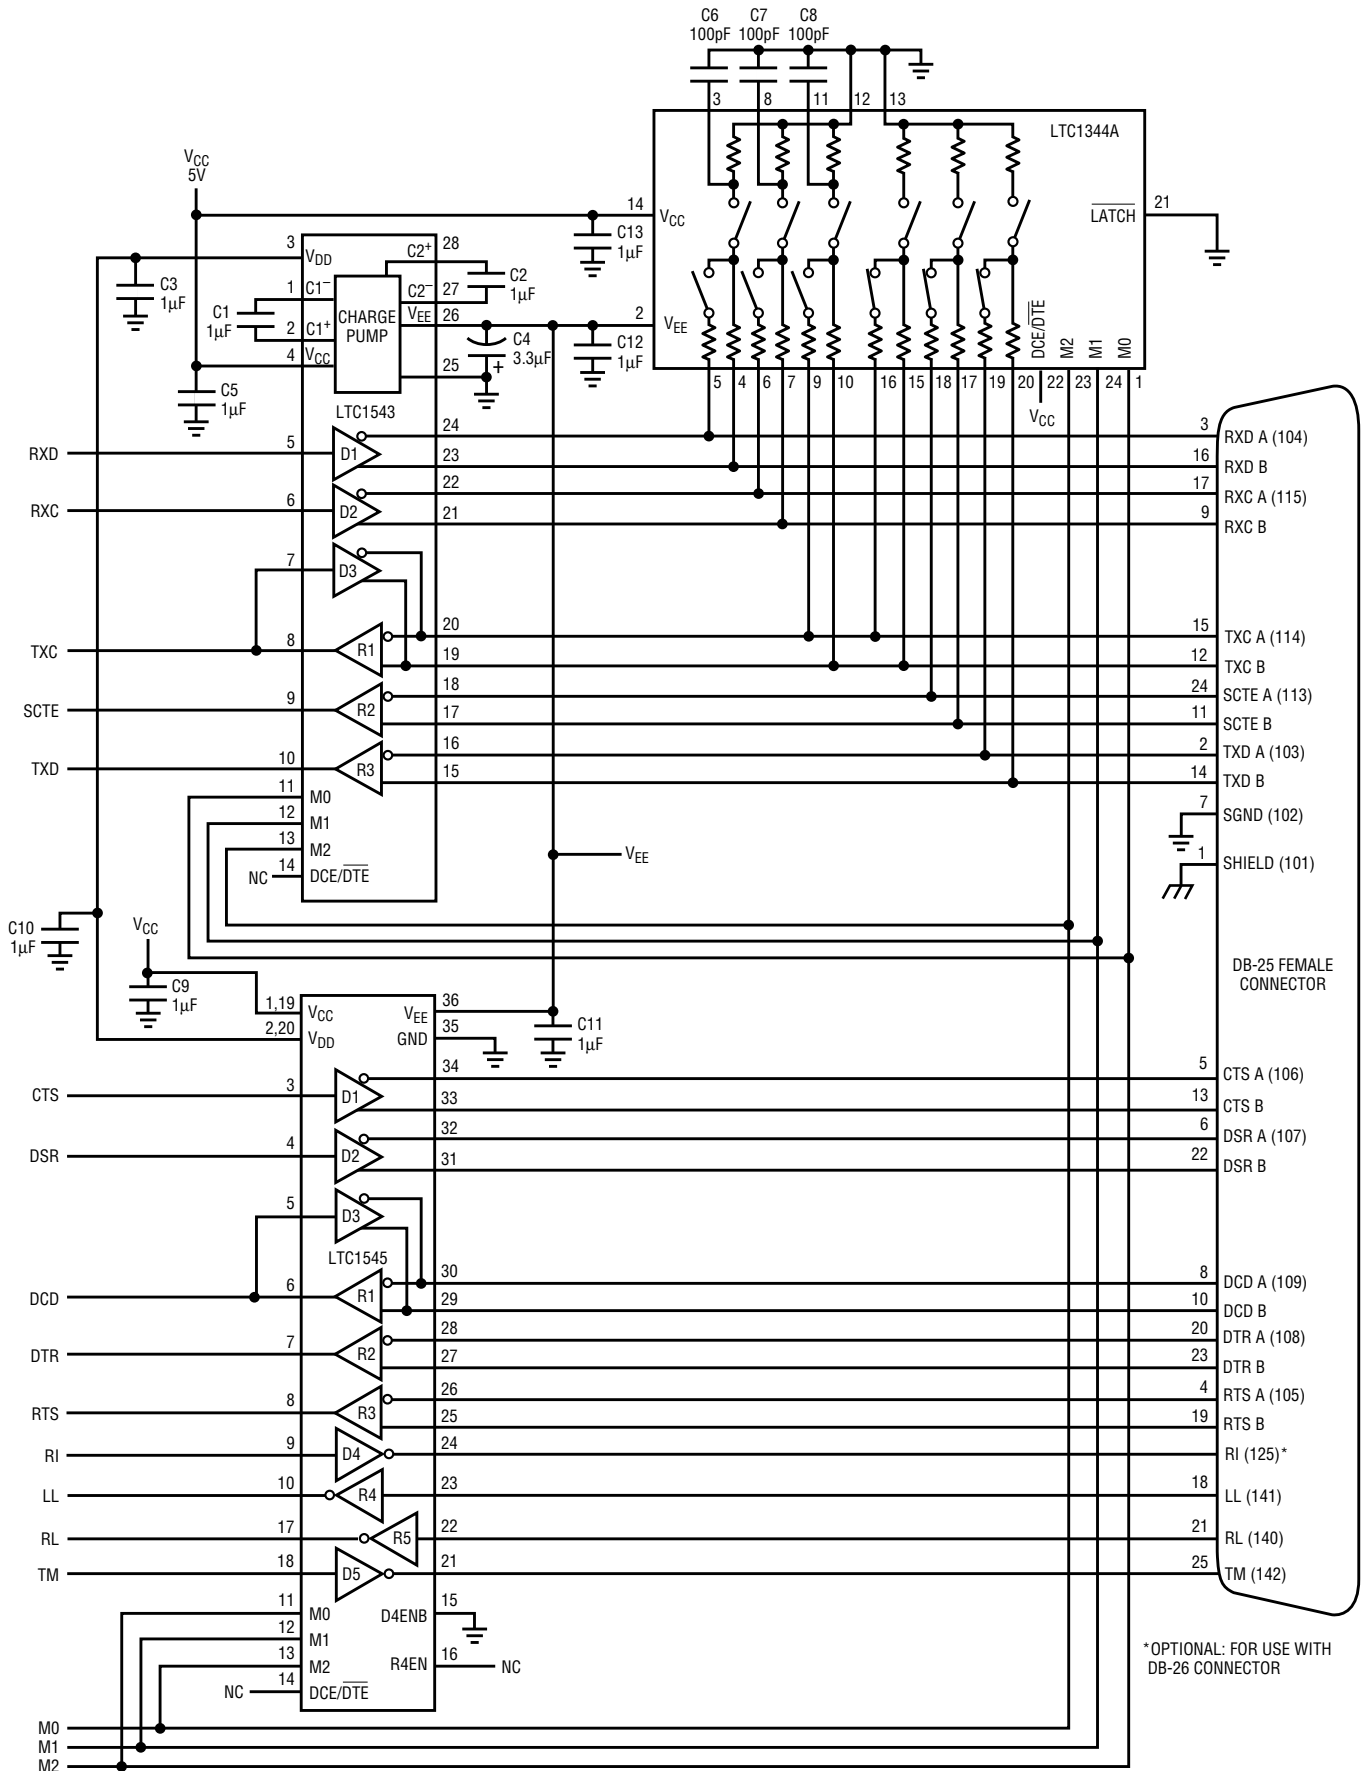 C6 C7 C8
100pF 100pF 100pF
3 8 11 12 13
LTC1344A
VCC
5V
14 VCC
LATCH 21
C13
1µF
3 VDD
C2+ 28
C3
1µF
1 C1–
C2– 27
C2
1µF
C1
1µF
2 C1+
CHARGE
PUMP
VEE 26
2 VEE
4 VCC
25
C4
3.3µF
+
C12
1µF
DCE/DTE
M2
M1
M0
C5
1µF
LTC1543
5 4 6 7 9 10 16 15 18 17 19 20 22 23 24 1
VCC
RXD 5 D1 24 3 RXD A (104)
23 16 RXD B
RXC 6 D2 22 17 RXC A (115)
21 9 RXC B
7 D3
TXC 8 R1 20 15 TXC A (114)
19 12 TXC B
SCTE 9 R2 18 24 SCTE A (113)
17 11 SCTE B
TXD 10 R3 16 2 TXD A (103)
15 14 TXD B
11 M0
7 SGND (102)
12 M1
13 M2
VEE
1 SHIELD (101)
NC 14 DCE/DTE
C10
1µF
VCC
C9
1µF
DB-25 FEMALE
CONNECTOR
1,19 VCC
VEE 36
2,20 VDD
GND 35
C11
1µF
CTS 3 D1 34 5 CTS A (106)
33 13 CTS B
DSR 4 D2 32 6 DSR A (107)
31 22 DSR B
5 D3
LTC1545
DCD 6 R1 30 8 DCD A (109)
29 10 DCD B
DTR 7 R2 28 20 DTR A (108)
27 23 DTR B
RTS 8 R3 26 4 RTS A (105)
25 19 RTS B
RI 9 D4 24 RI (125)*
LL 10 R4 23 18 LL (141)
RL 17 R5 22 21 RL (140)
TM 18 D5 21 25 TM (142)
11 M0
D4ENB 15
12 M1
13 M2
R4EN 16 NC
NC 14 DCE/DTE
*OPTIONAL: FOR USE WITH
DB-26 CONNECTOR
M0
M1
M2